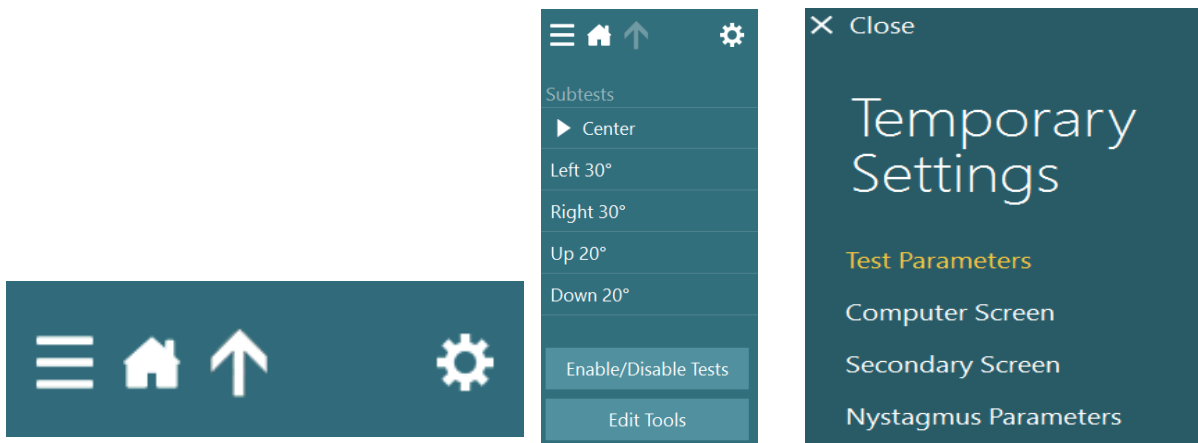 Subtests
Center
Left 30°
Right 30°
Up 20°
Down 20°
Enable/Disable Tests
Edit Tools
Close
Temporary
Settings
Test Parameters
Computer Screen
Secondary Screen
Nystagmus Parameters